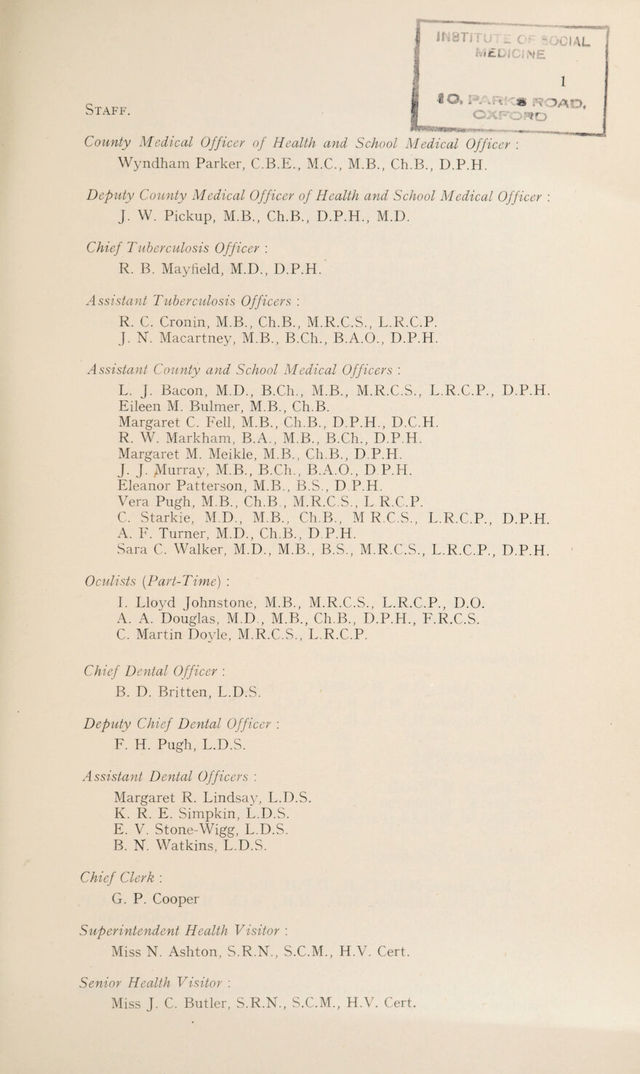 INSTITUTE OF SOCIAL
MEDICINE
1
10, PARKS ROAD,
OXFORD
STAFF.
County Medical Officer of Health and School Medical Officer :
Wyndham Parker, C.B.E., M.C., M.B., Ch.B., D.P.H.
Deputy County Medical Officer of Health and School Medical Officer :
J. W. Pickup, M.B., Ch.B., D.P.H., M.D.
Chief Tuberculosis Officer :
R. B. Mayfield, M.D., D.P.H.
Assistant Tuberculosis Officers :
R. C. Cronin, M.B., Ch.B., M.R.C.S., L.R.C.P.
J. N. Macartney, M.B., B.Ch., B.A.O., D.P.H.
Assistant County and School Medical Officers :
L. J. Bacon, M.D., B.Ch., M.B., M.R.C.S., L.R.C.P., D.P.H.
Eileen M. Bulmer, M.B., Ch.B.
Margaret C. Fell, M.B., Ch.B., D.P.H., D.C.H.
R. W. Markham, B.A., M.B., B.Ch., D.P.H.
Margaret M. Meikle, M.B., Ch.B., D.P.H.
J. J. Murray, M.B., B.Ch., B.A.O., D.P.H.
Eleanor Patterson, M.B., B.S., D.P.H.
Vera Pugh, M.B., Ch.B., M.R.C.S., L R.C.P.
C. Starkie, M.D., M.B., Ch.B., M R.C.S., L.R.C.P., D.P.H.
A. F. Turner, M.D., Ch.B., D.P.H.
Sara C. Walker, M.D., M.B., B.S., M.R.C.S., L.R.C.P., D.P.H.
Oculists (Part-Time) :
I. Lloyd Johnstone, M.B., M.R.C.S., L.R.C.P., D.O.
A. A. Douglas, M.D., M.B., Ch.B., D.P.H., F.R.C.S.
C. Martin Doyle, M.R.C.S., L.R.C.P.
Chief Dental Officer :
B. D. Britten, L.D.S.
Deputy Chief Dental Officer :
F. H. Pugh, L.D.S.
Assistant Dental Officers :
Margaret R. Lindsay, L.D.S.
K. R. E. Simpkin, L.D.S.
E. V. Stone-Wigg, L.D.S.
B. N. Watkins, L.D.S.
Chief Clerk :
G. P. Cooper
Superintendent Health Visitor :
Miss N. Ashton, S.R.N., S.C.M., H.V. Cert.
Senior Health Visitor :
Miss J. C. Butler, S.R.N., S.C.M., H.V. Cert.